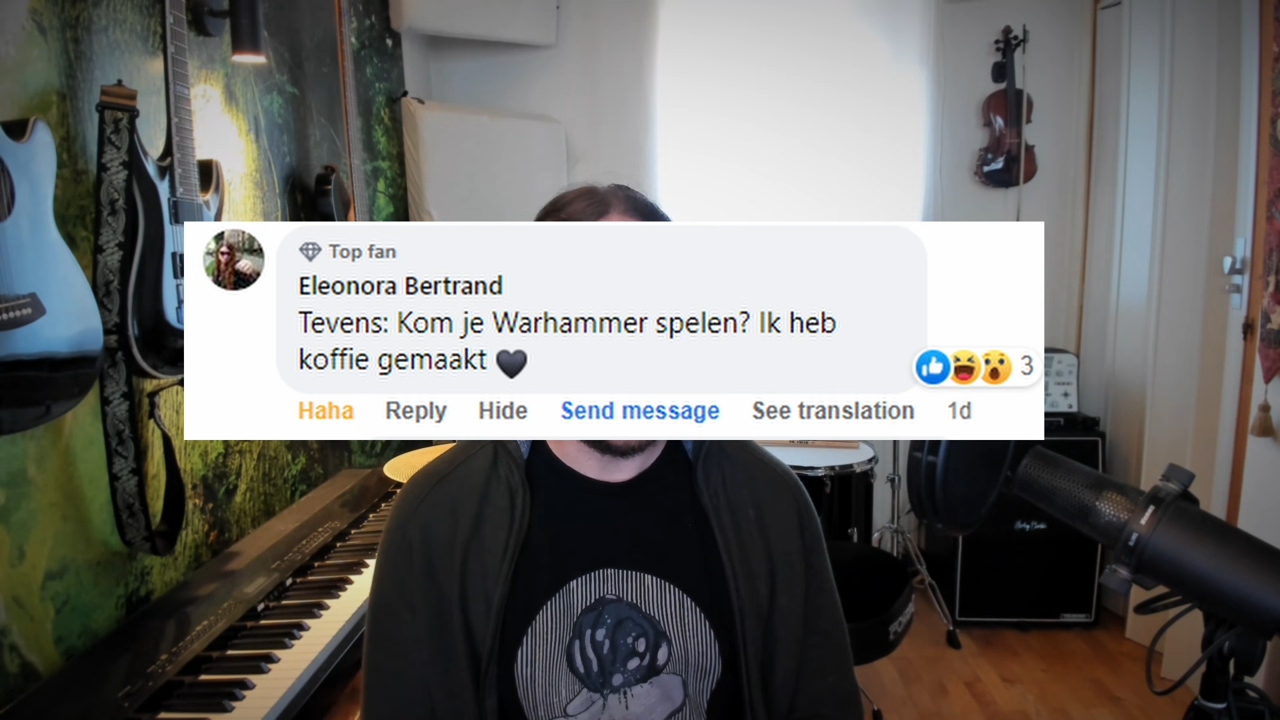 Top fan
Eleonora Bertrand
Tevens: Kom je Warhammer spelen? Ik heb
koffie gemaakt 🖤
3
Haha Reply Hide Send message See translation 1d